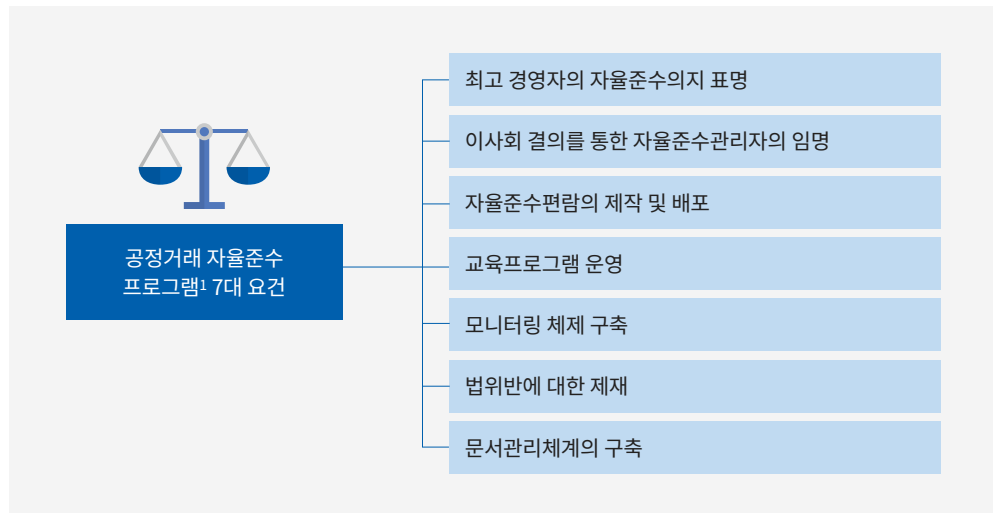 공정거래 자율준수
프로그램1 7대 요건
최고 경영자의 자율준수의지 표명
이사회 결의를 통한 자율준수관리자의 임명
자율준수편람의 제작 및 배포
교육프로그램 운영
모니터링 체제 구축
법위반에 대한 제재
문서관리체계의 구축